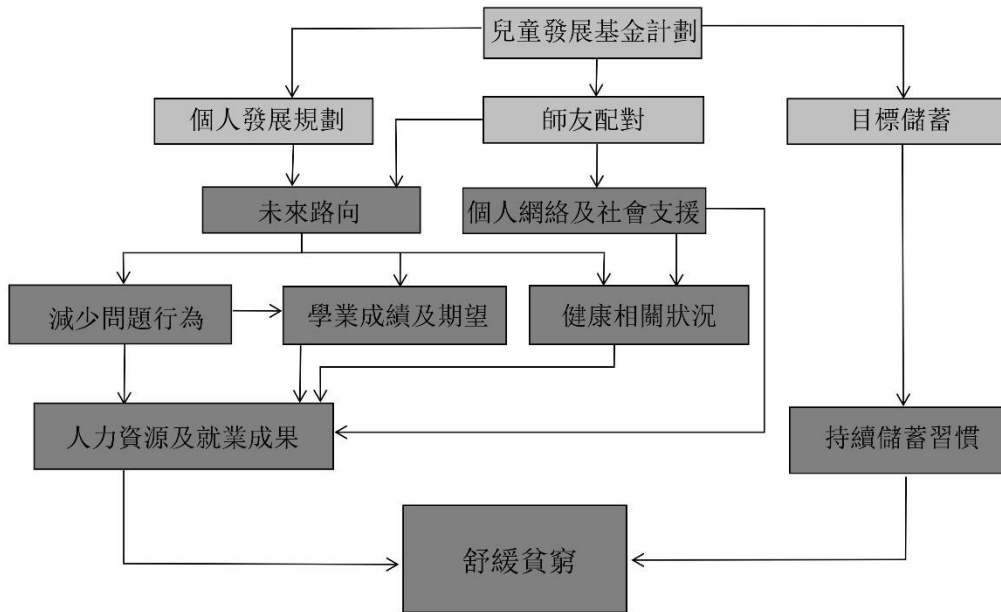 兒童發展基金計劃
個人發展規劃
師友配對
目標儲蓄
未來路向
個人網絡及社會支援
減少問題行為
學業成績及期望
健康相關狀況
人力資源及就業成果
持續儲蓄習慣
舒緩貧窮